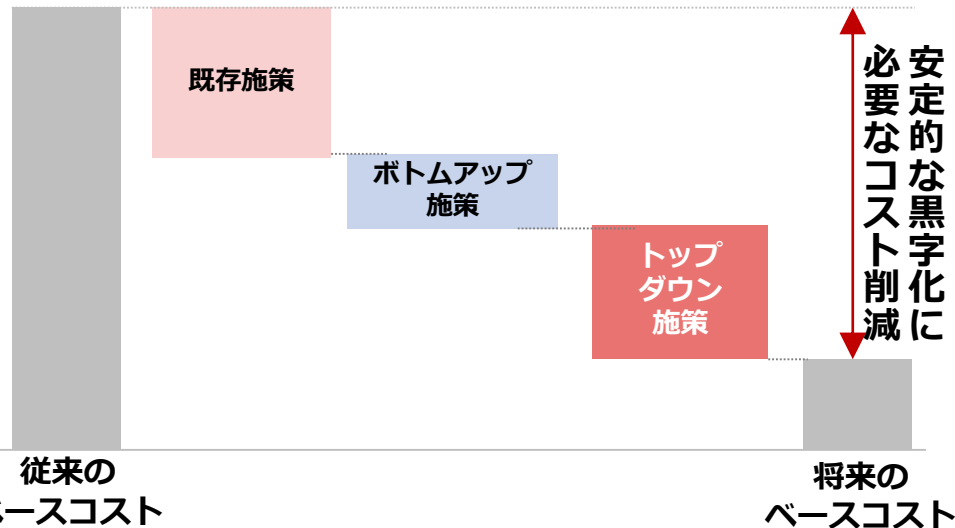 既存施策
ボトムアップ
施策
トップ
ダウン
施策
安定的な黒字化に
必要なコスト削減
従来の
ベースコスト
将来の
ベースコスト